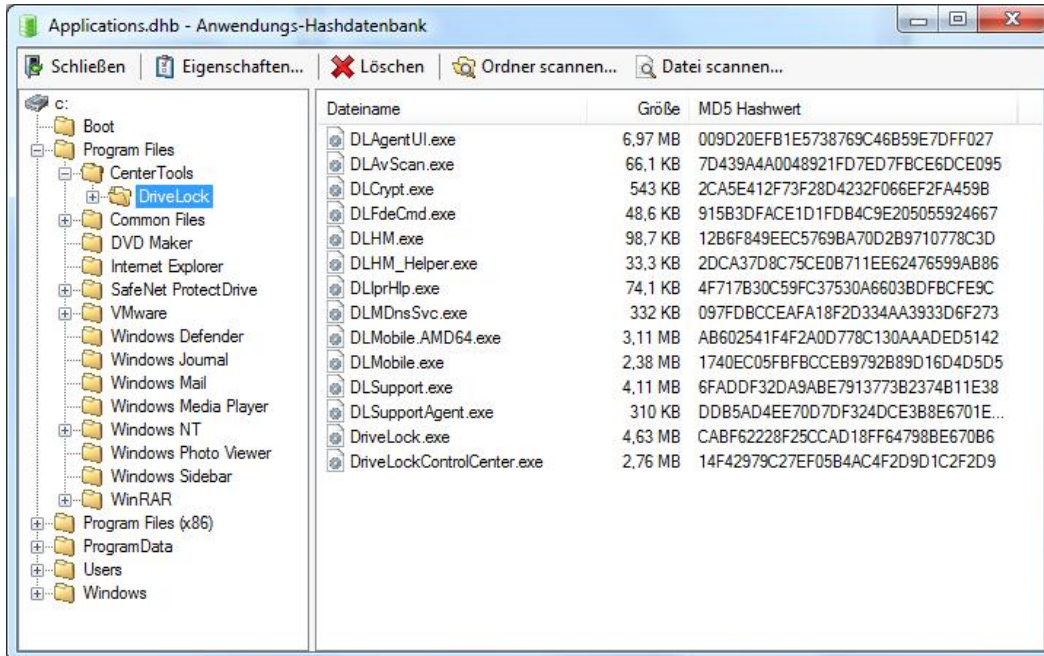 Applications.dhb - Anwendungs-Hashdatenbank
Schließen Eigenschaften... Löschen Ordner scannen... Datei scannen...
c:
Boot
Program Files
CenterTools
DriveLock
Common Files
DVD Maker
Internet Explorer
SafeNet ProtectDrive
VMware
Windows Defender
Windows Journal
Windows Mail
Windows Media Player
Windows NT
Windows Photo Viewer
Windows Sidebar
WinRAR
Program Files (x86)
ProgramData
Users
Windows
Dateiname Größe MD5 Hashwert
DLAgentUI.exe 6,97 MB 009D20EFB1E5738769C46B59E7DFF027
DLAvScan.exe 66,1 KB 7D439A4A0048921FD7ED7FBCE6DCE095
DLCrypt.exe 543 KB 2CA5E412F73F28D4232F066EF2FA459B
DLFdeCmd.exe 48,6 KB 915B3DFACE1D1FDB4C9E205055924667
DLHM.exe 98,7 KB 12B6F849EEC5769BA70D2B9710778C3D
DLHM_Helper.exe 33,3 KB 2DCA37D8C75CE0B711EE62476599AB86
DLIprHlp.exe 74,1 KB 4F717B30C59FC37530A6603BDFBCFE9C
DLMDnsSvc.exe 332 KB 097FDBCCEAFA18F2D334AA3933D6F273
DLMobile.AMD64.exe 3,11 MB AB602541F4F2A0D778C130AAADED5142
DLMobile.exe 2,38 MB 1740EC05FBFBCCEB9792B89D16D4D5D5
DLSupport.exe 4,11 MB 6FADDF32DA9ABE7913773B2374B11E38
DLSupportAgent.exe 310 KB DDB5AD4EE70D7DF324DCE3B8E6701E...
DriveLock.exe 4,63 MB CABF62228F25CCAD18FF64798BE670B6
DriveLockControlCenter.exe 2,76 MB 14F42979C27EF05B4AC4F2D9D1C2F2D9